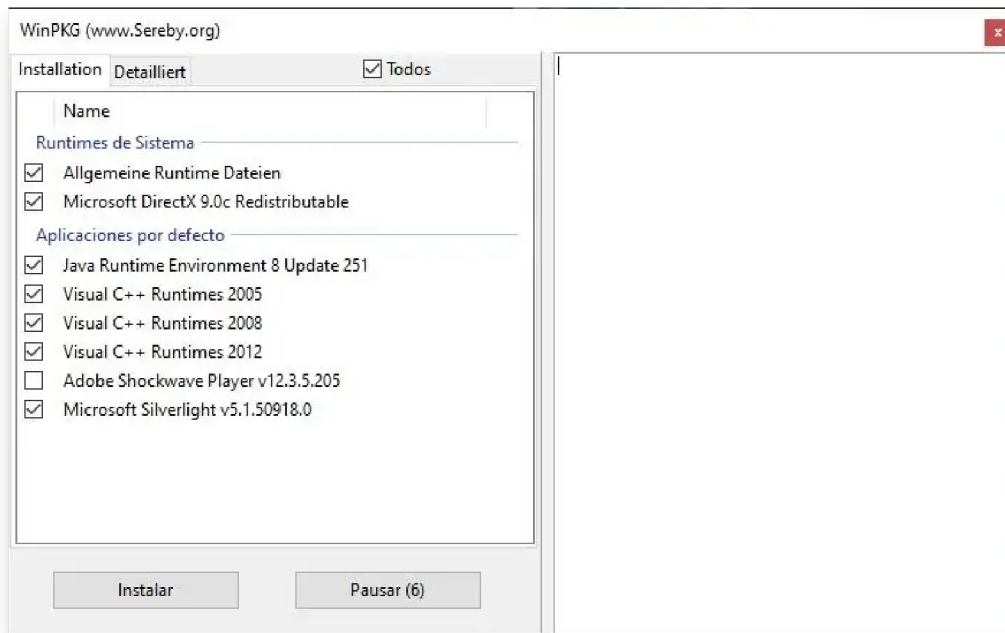 WinPKG (www.Sereby.org)
x
Installation Detailliert Todos
Name
Runtimes de Sistema
Allgemeine Runtime Dateien
Microsoft DirectX 9.0c Redistributable
Aplicaciones por defecto
Java Runtime Environment 8 Update 251
Visual C++ Runtimes 2005
Visual C++ Runtimes 2008
Visual C++ Runtimes 2012
Adobe Shockwave Player v12.3.5.205
Microsoft Silverlight v5.1.50918.0
Instalar Pausar (6)